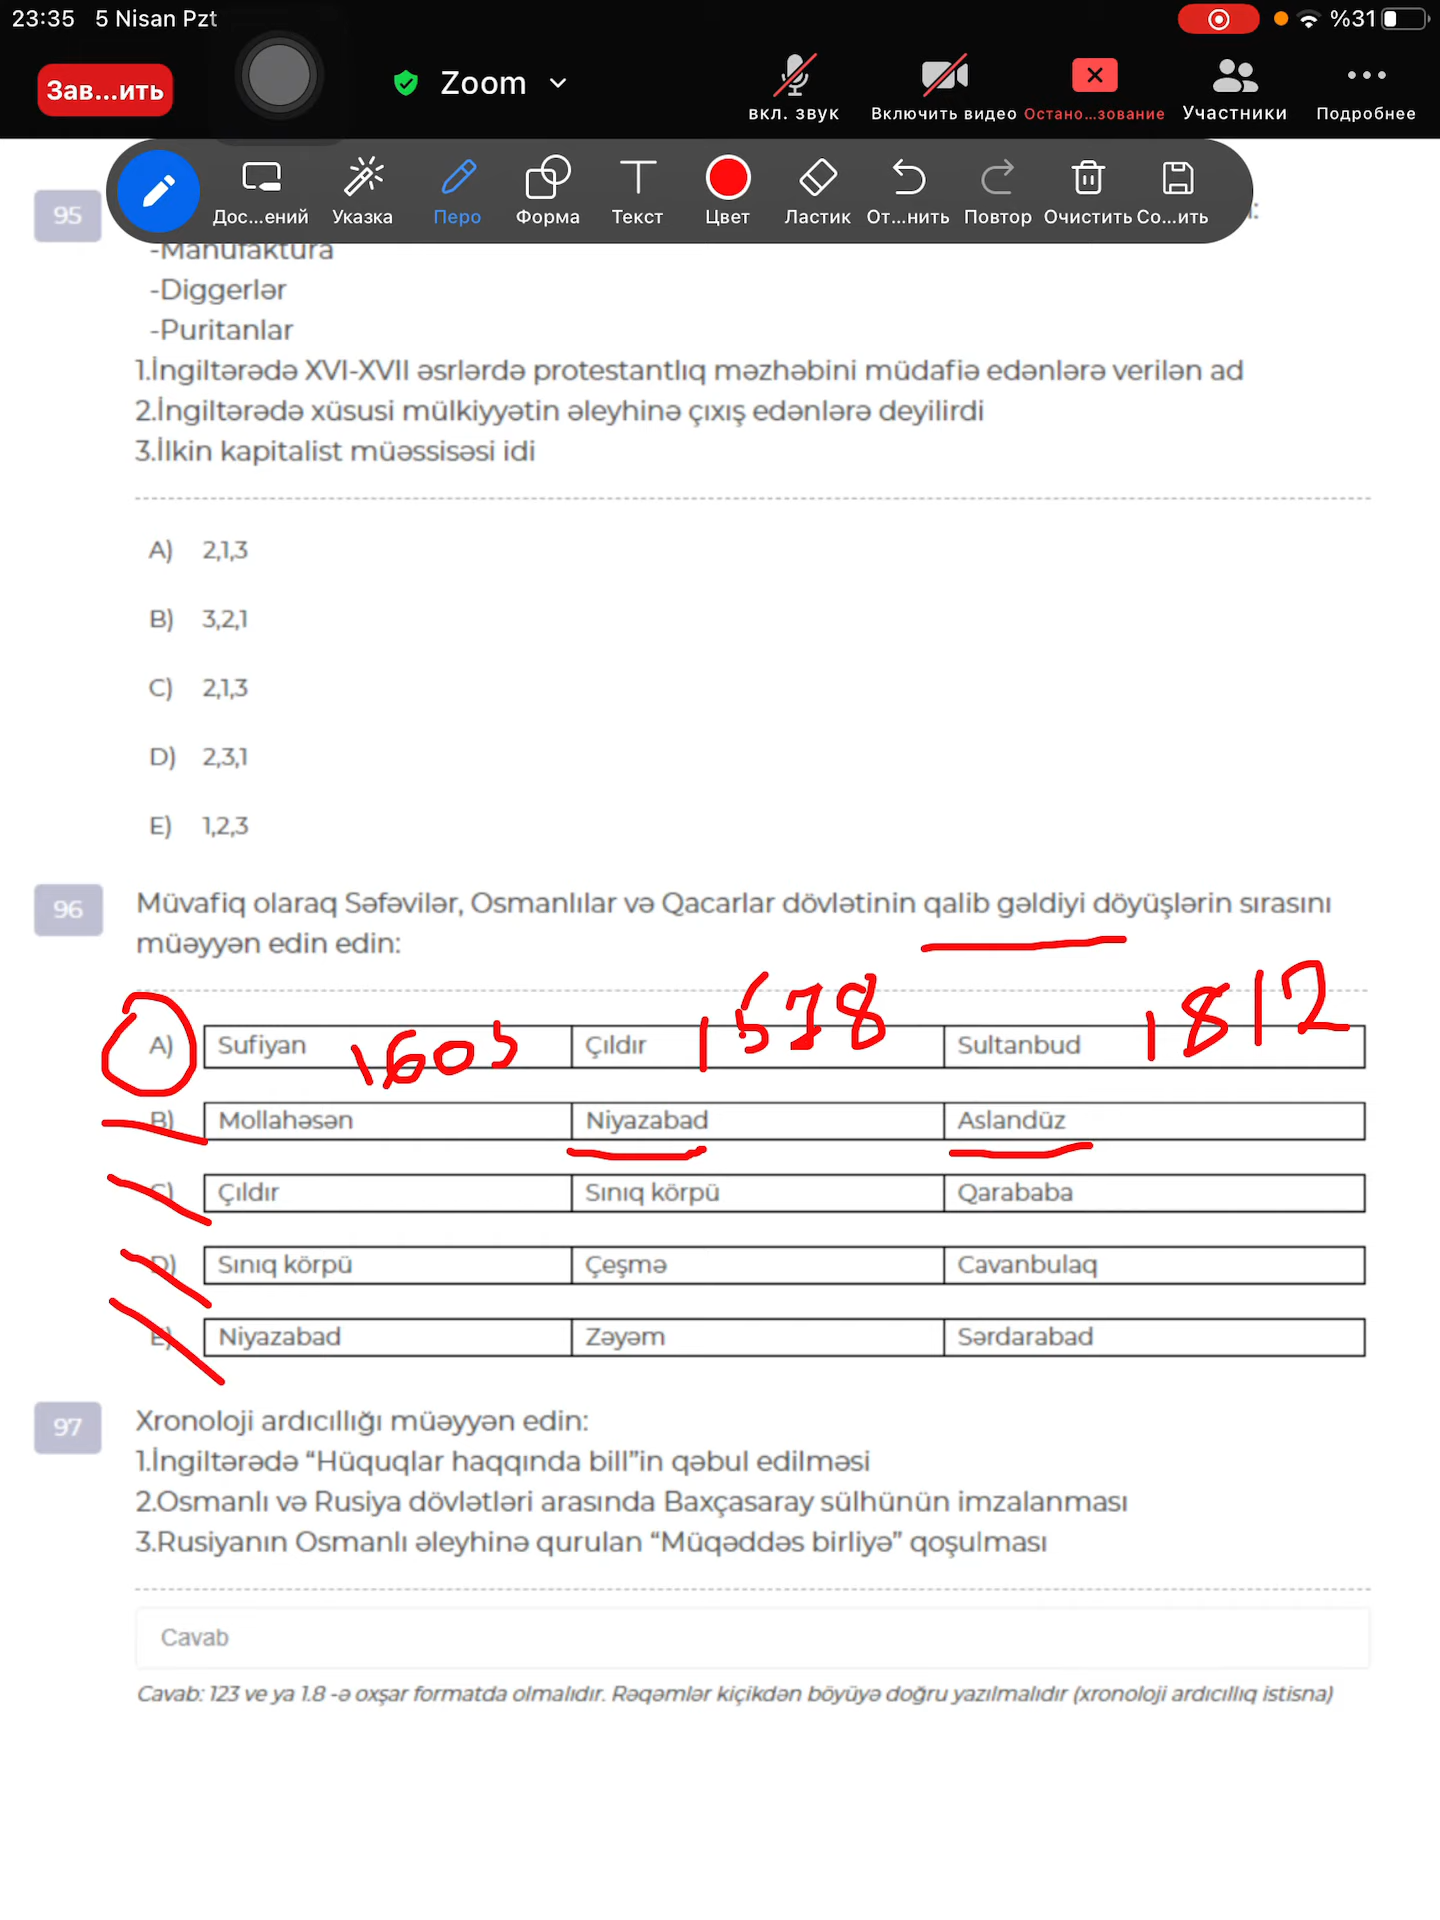 23:35 5 Nisan Pzt %31
Зав...ить Zoom вкл. звук Включить видео Остано...зование Участники Подробнее
Дос...ений Указка Перо Форма Текст Цвет Ластик От...нить Повтор Очистить Со...ить
95
-Manufaktura
-Diggerlər
-Puritanlar
1.İngiltərədə XVI-XVII əsrlərdə protestantlıq məzhəbini müdafiə edənlərə verilən ad
2.İngiltərədə xüsusi mülkiyyətin əleyhinə çıxış edənlərə deyilirdi
3.İlkin kapitalist müəssisəsi idi
A) 2,1,3
B) 3,2,1
C) 2,1,3
D) 2,3,1
E) 1,2,3
96 Müvafiq olaraq Səfəvilər, Osmanlılar və Qacarlar dövlətinin qalib gəldiyi döyüşlərin sırasını
müəyyən edin edin:
A) Sufiyan 1605 Çıldır 1578 Sultanbud 1812
B) Mollahəsən Niyazabad Aslandüz
C) Çıldır Sınıq körpü Qarababa
D) Sınıq körpü Çeşmə Cavanbulaq
E) Niyazabad Zəyəm Sərdarabad
97 Xronoloji ardıcıllığı müəyyən edin:
1.İngiltərədə “Hüquqlar haqqında bill”in qəbul edilməsi
2.Osmanlı və Rusiya dövlətləri arasında Baxçasaray sülhünün imzalanması
3.Rusiyanın Osmanlı əleyhinə qurulan “Müqəddəs birliyə” qoşulması
Cavab
Cavab: 123 ve ya 1.8 -ə oxşar formatda olmalıdır. Rəqəmlər kiçikdən böyüyə doğru yazılmalıdır (xronoloji ardıcıllıq istisna)